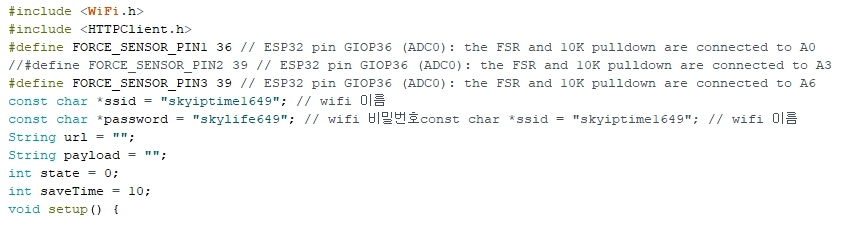 #include <WiFi.h>
#include <HTTPClient.h>
#define FORCE_SENSOR_PIN1 36 // ESP32 pin GIOP36 (ADC0): the FSR and 10K pulldown are connected to A0
//#define FORCE_SENSOR_PIN2 39 // ESP32 pin GIOP36 (ADC0): the FSR and 10K pulldown are connected to A3
#define FORCE_SENSOR_PIN3 39 // ESP32 pin GIOP36 (ADC0): the FSR and 10K pulldown are connected to A6
const char *ssid = "skyiptime1649"; // wifi 이름
const char *password = "skylife649"; // wifi 비밀번호const char *ssid = "skyiptime1649"; // wifi 이름
String url = "";
String payload = "";
int state = 0;
int saveTime = 10;
void setup() {